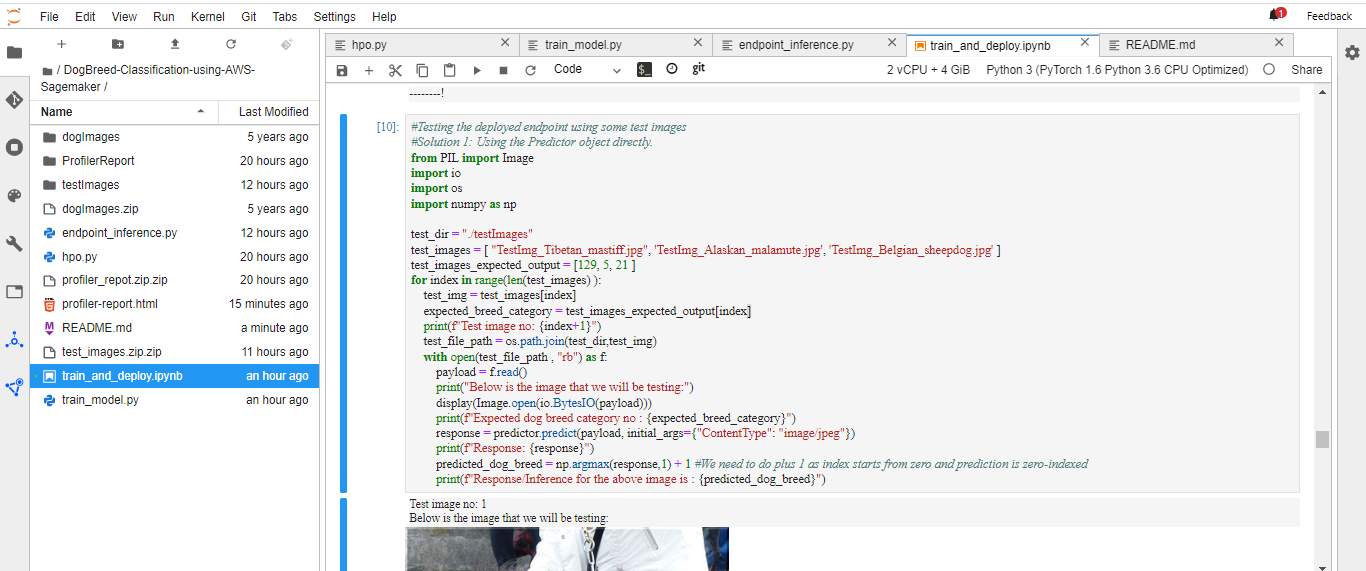 File Edit View Run Kernel Git Tabs Settings Help
1 Feedback
/ DogBreed-Classification-using-AWS-
Sagemaker /
Name Last Modified
dogImages 5 years ago
ProfilerReport 20 hours ago
testImages 12 hours ago
dogImages.zip 5 years ago
endpoint_inference.py 12 hours ago
hpo.py 20 hours ago
profiler_repot.zip.zip 20 hours ago
profiler-report.html 15 minutes ago
README.md a minute ago
test_images.zip.zip 11 hours ago
train_and_deploy.ipynb an hour ago
train_model.py an hour ago
hpo.py train_model.py endpoint_inference.py train_and_deploy.ipynb README.md
Code git 2 vCPU + 4 GiB Python 3 (PyTorch 1.6 Python 3.6 CPU Optimized) Share
--------!
[10]:
#Testing the deployed endpoint using some test images
#Solution 1: Using the Predictor object directly.
from PIL import Image
import io
import os
import numpy as np
test_dir = "./testImages"
test_images = [ "TestImg_Tibetan_mastiff.jpg", 'TestImg_Alaskan_malamute.jpg', 'TestImg_Belgian_sheepdog.jpg' ]
test_images_expected_output = [129, 5, 21 ]
for index in range(len(test_images) ):
test_img = test_images[index]
expected_breed_category = test_images_expected_output[index]
print(f"Test image no: {index+1}")
test_file_path = os.path.join(test_dir,test_img)
with open(test_file_path , "rb") as f:
payload = f.read()
print("Below is the image that we will be testing:")
display(Image.open(io.BytesIO(payload)))
print(f"Expected dog breed category no : {expected_breed_category}")
response = predictor.predict(payload, initial_args={"ContentType": "image/jpeg"})
print(f"Response: {response}")
predicted_dog_breed = np.argmax(response,1) + 1 #We need to do plus 1 as index starts from zero and prediction is zero-indexed
print(f"Response/Inference for the above image is : {predicted_dog_breed}")
Test image no: 1
Below is the image that we will be testing: